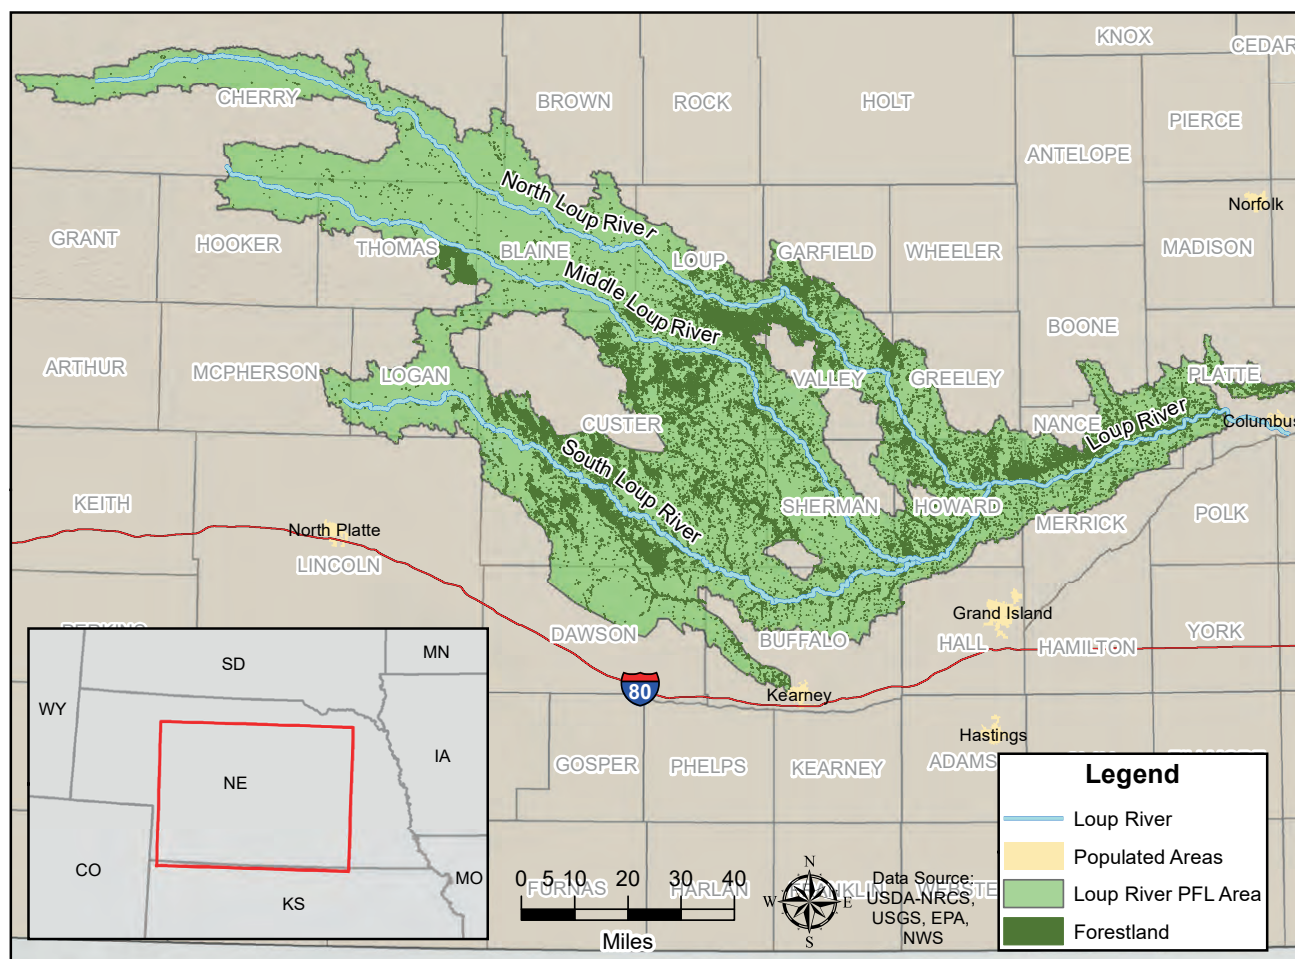 KNOX
CEDAR
CHERRY
BROWN
ROCK
HOLT
PIERCE
ANTELOPE
North Loup River
Norfolk
GRANT
HOOKER
THOMAS
BLAINE
LOUP
GARFIELD
WHEELER
MADISON
Middle Loup River
BOONE
ARTHUR
MCPHERSON
LOGAN
VALLEY
GREELEY
PLATTE
CUSTER
NANCE
Loup River
Columbus
South Loup River
KEITH
SHERMAN
HOWARD
MERRICK
POLK
North Platte
LINCOLN
Grand Island
DAWSON
BUFFALO
HALL
HAMILTON
YORK
80
Kearney
Hastings
GOSPER
PHELPS
KEARNEY
ADAMS
FURNAS
HARLAN
FRANKLIN
WEBSTE
SD
MN
WY
IA
NE
CO
MO
KS
0 5 10 20 30 40
Miles
N
W E
S
Data Source:
USDA-NRCS,
USGS, EPA,
NWS
Legend
Loup River
Populated Areas
Loup River PFL Area
Forestland